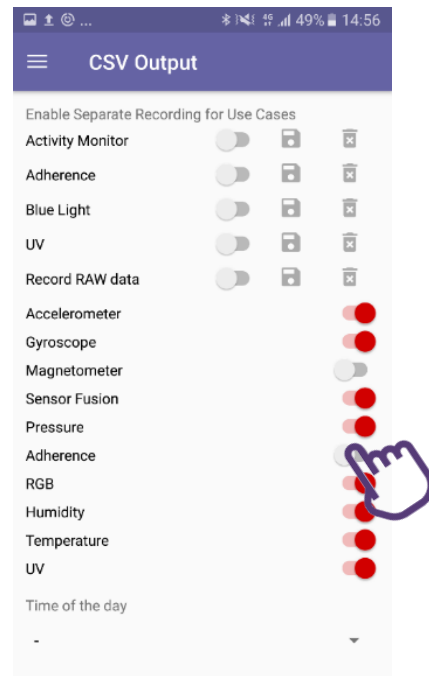 ... 49% 14:56
CSV Output
Enable Separate Recording for Use Cases
Activity Monitor
Adherence
Blue Light
UV
Record RAW data
Accelerometer
Gyroscope
Magnetometer
Sensor Fusion
Pressure
Adherence
RGB
Humidity
Temperature
UV
Time of the day
-